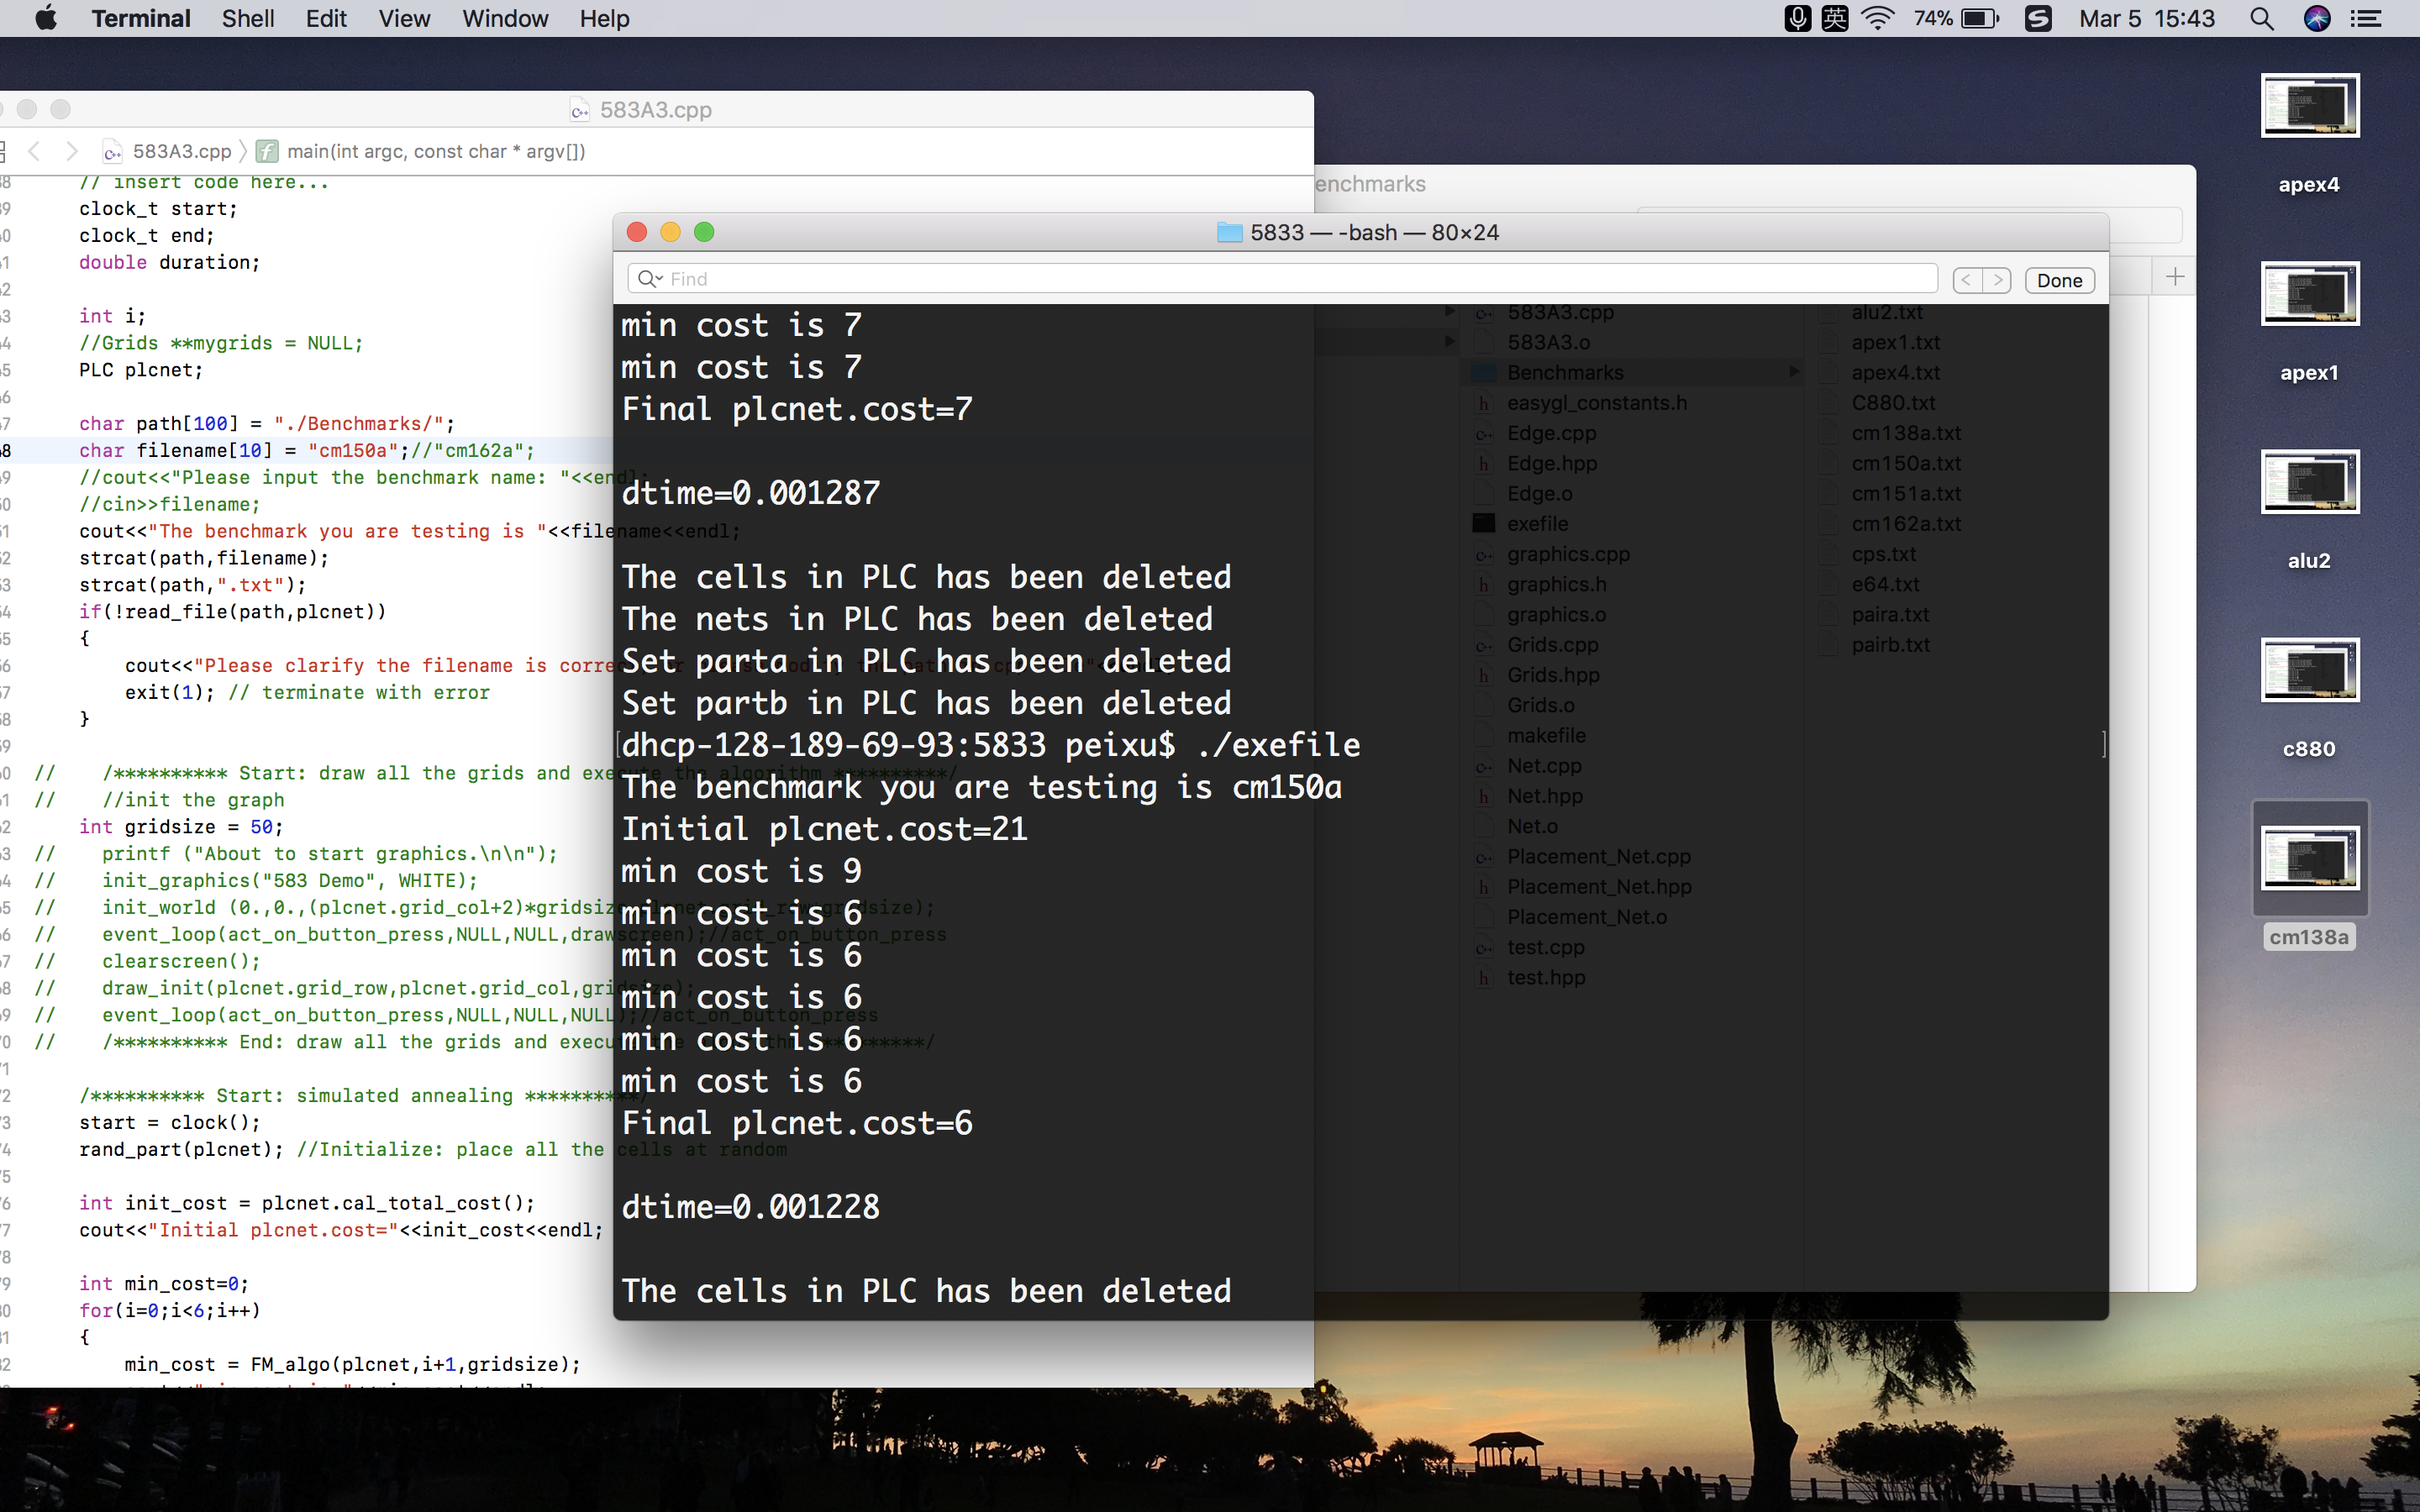 Terminal Shell Edit View Window Help 英 74% Mar 5 15:43
583A3.cpp
583A3.cpp main(int argc, const char * argv[])
// insert code here...
clock_t start;
clock_t end;
double duration;
int i;
//Grids **mygrids = NULL;
PLC plcnet;
char path[100] = "./Benchmarks/";
char filename[10] = "cm150a";//"cm162a";
//cout<<"Please input the benchmark name: "<<endl;
//cin>>filename;
cout<<"The benchmark you are testing is "<<filename<<endl;
strcat(path,filename);
strcat(path,".txt");
if(!read_file(path,plcnet))
{
cout<<"Please clarify the filename is correc
exit(1); // terminate with error
}
// /********** Start: draw all the grids and execute the algorithm **********/
// //init the graph
int gridsize = 50;
// printf ("About to start graphics.\n\n");
// init_graphics("583 Demo", WHITE);
// init_world (0.,0.,(plcnet.grid_col+2)*gridsize,plcnet.grid_row*gridsize);
// event_loop(act_on_button_press,NULL,NULL,drawscreen);//act_on_button_press
// clearscreen();
// draw_init(plcnet.grid_row,plcnet.grid_col,gridsize);
// event_loop(act_on_button_press,NULL,NULL,NULL);//act_on_button_press
// /********** End: draw all the grids and execute the algorithm **********/
/********** Start: simulated annealing **********/
start = clock();
rand_part(plcnet); //Initialize: place all the cells at random
int init_cost = plcnet.cal_total_cost();
cout<<"Initial plcnet.cost="<<init_cost<<endl;
int min_cost=0;
for(i=0;i<6;i++)
{
min_cost = FM_algo(plcnet,i+1,gridsize);
enchmarks
5833 — -bash — 80×24
Find Done
min cost is 7
min cost is 7
Final plcnet.cost=7
dtime=0.001287
The cells in PLC has been deleted
The nets in PLC has been deleted
Set parta in PLC has been deleted
Set partb in PLC has been deleted
[dhcp-128-189-69-93:5833 peixu$ ./exefile ]
The benchmark you are testing is cm150a
Initial plcnet.cost=21
min cost is 9
min cost is 6
min cost is 6
min cost is 6
min cost is 6
min cost is 6
Final plcnet.cost=6
dtime=0.001228
The cells in PLC has been deleted
583A3.cpp
583A3.o
Benchmarks
easygl_constants.h
Edge.cpp
Edge.hpp
Edge.o
exefile
graphics.cpp
graphics.h
graphics.o
Grids.cpp
Grids.hpp
Grids.o
makefile
Net.cpp
Net.hpp
Net.o
Placement_Net.cpp
Placement_Net.hpp
Placement_Net.o
test.cpp
test.hpp
alu2.txt
apex1.txt
apex4.txt
C880.txt
cm138a.txt
cm150a.txt
cm151a.txt
cm162a.txt
cps.txt
e64.txt
paira.txt
pairb.txt
apex4
apex1
alu2
c880
cm138a